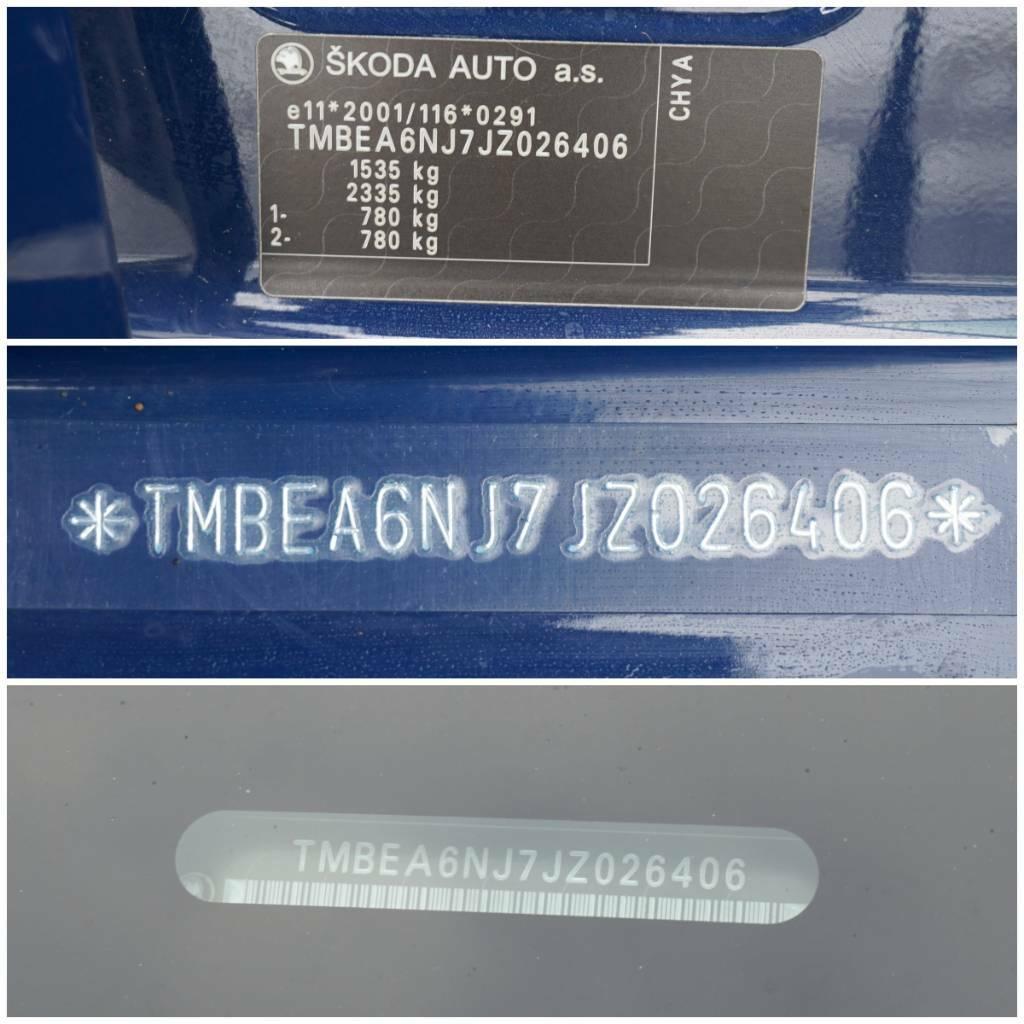 ŠKODA AUTO a.s.
e11*2001/116*0291
TMBEA6NJ7JZ026406
1535 kg
2335 kg
1- 780 kg
2- 780 kg
CHYA
*TMBEA6NJ7JZ026406*
TMBEA6NJ7JZ026406